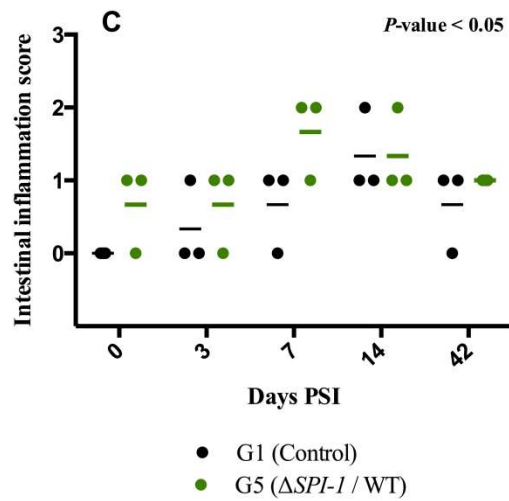 C
P-value < 0.05
Intestinal inflammation score
3
2
1
0
0
3
7
14
42
Days PSI
G1 (Control)
G5 (ΔSPI-1 / WT)